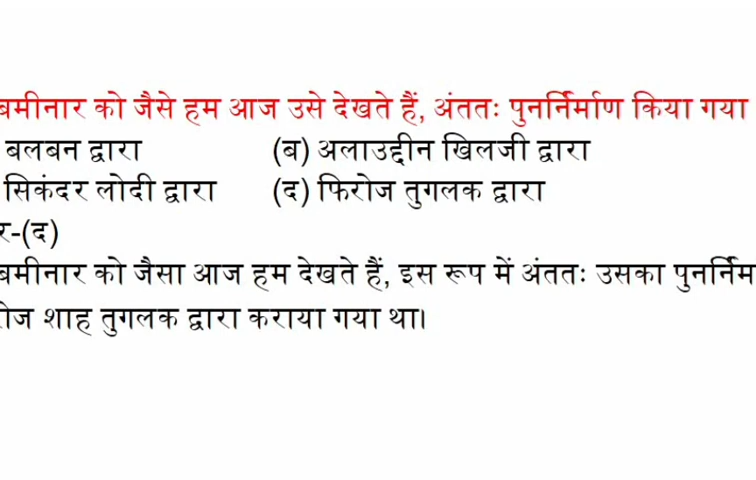 बमीनार को जैसे हम आज उसे देखते हैं, अंततः पुनर्निर्माण किया गया
बलबन द्वारा (ब) अलाउद्दीन खिलजी द्वारा
सिकंदर लोदी द्वारा (द) फिरोज तुगलक द्वारा
र-(द)
बमीनार को जैसा आज हम देखते हैं, इस रूप में अंततः उसका पुनर्निम
ोज शाह तुगलक द्वारा कराया गया था।